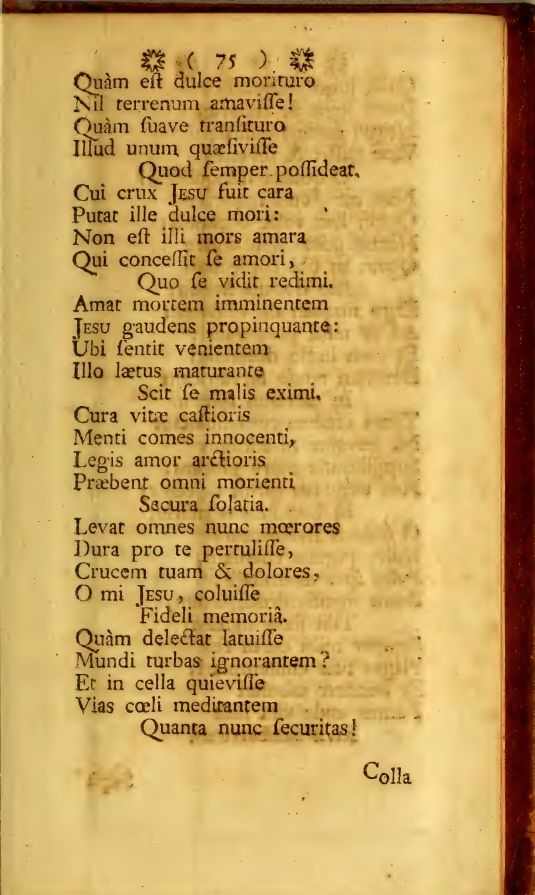 ( 75 )
Quàm eſt dulce morituro
Nil terrenum amaviſſe!
Quàm ſuave tranſituro
Illud unum quæſiviſſe
Quod ſemper poſſideat.
Cui crux JESU fuit cara
Putat ille dulce mori:
Non eſt illi mors amara
Qui conceſſit ſe amori,
Quo ſe vidit redimi.
Amat mortem imminentem
JESU gaudens propinquante:
Ubi ſentit venientem
Illo lætus maturante
Scit ſe malis eximi.
Cura vitæ caſtioris
Menti comes innocenti,
Legis amor arctioris
Præbent omni morienti
Sacura ſolatia.
Levat omnes nunc mœrores
Dura pro te pertuliſſe,
Crucem tuam & dolores,
O mi JESU, coluiſſe
Fideli memoriâ.
Quàm delectat latuiſſe
Mundi turbas ignorantem?
Et in cella quieviſſe
Vias cœli meditantem
Quanta nunc ſecuritas!
Colla